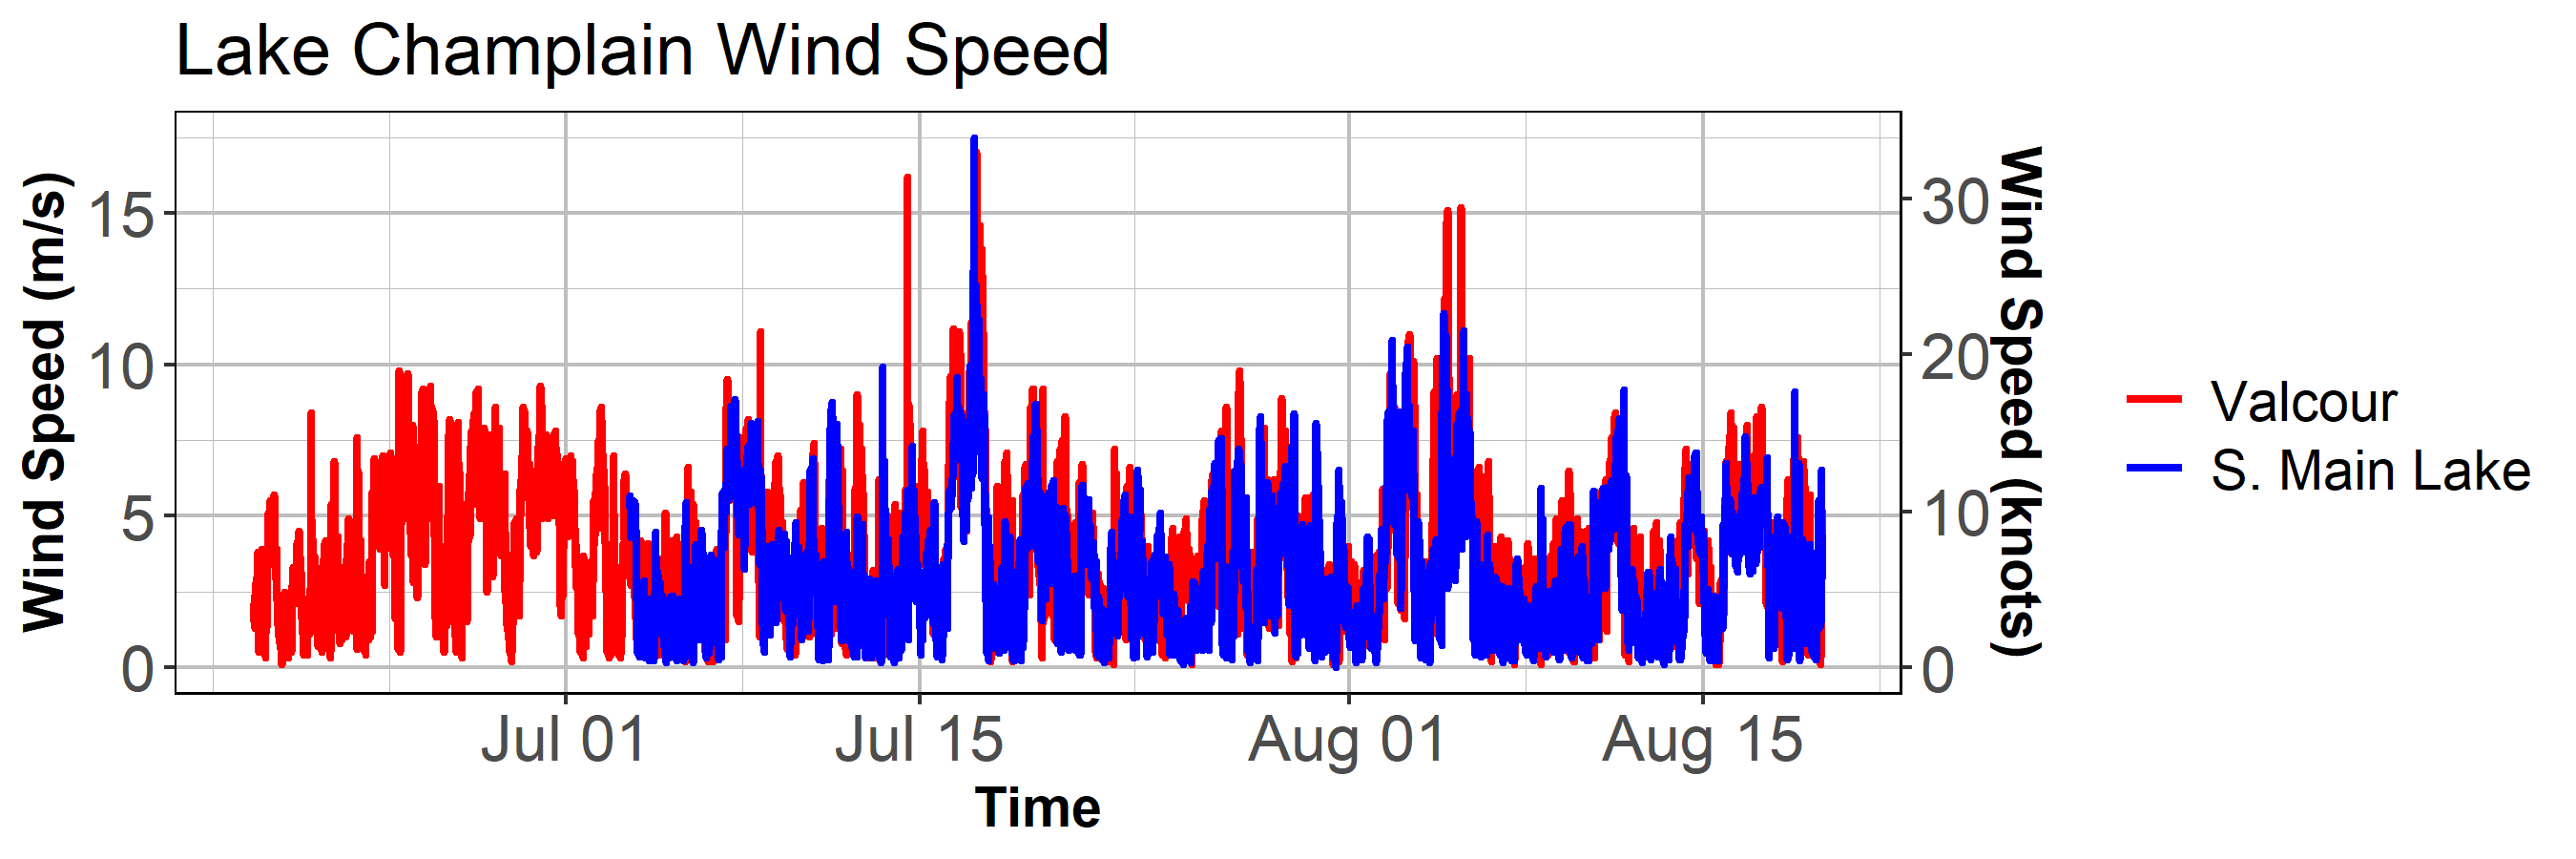 Lake Champlain Wind Speed
Wind Speed (m/s)
15
10
5
0
30
20
10
0
Wind Speed (knots)
Jul 01
Jul 15
Aug 01
Aug 15
Time
Valcour
S. Main Lake